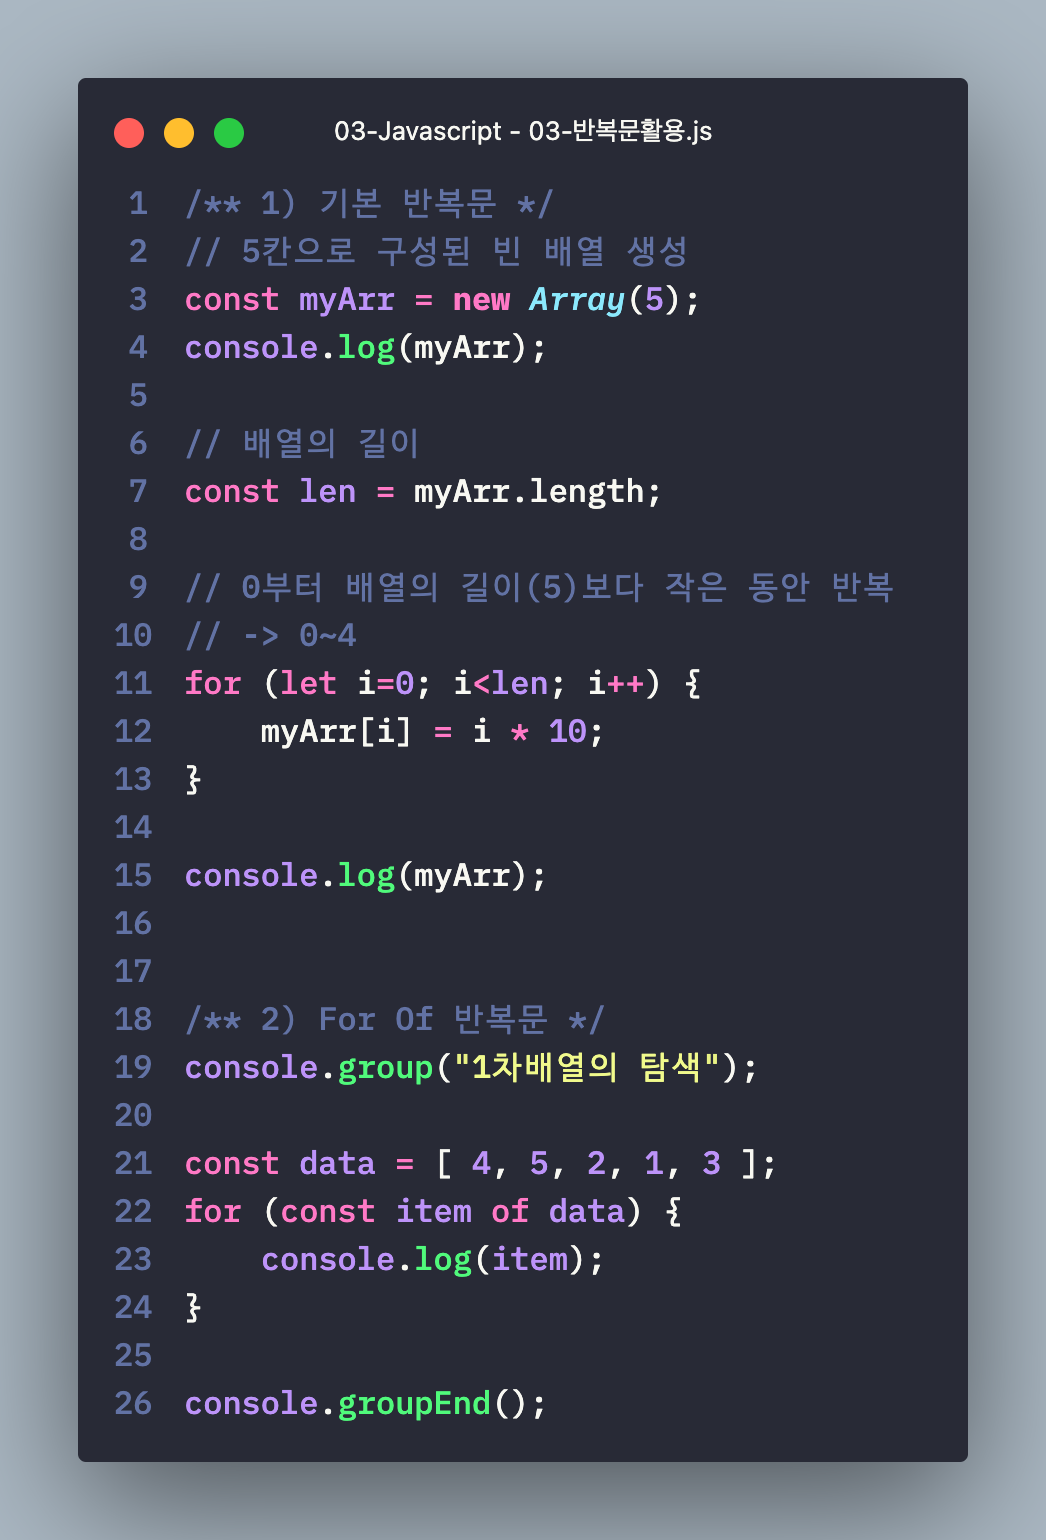 03-Javascript - 03-반복문활용.js
1 /** 1) 기본 반복문 */
2 // 5칸으로 구성된 빈 배열 생성
3 const myArr = new Array(5);
4 console.log(myArr);
5
6 // 배열의 길이
7 const len = myArr.length;
8
9 // 0부터 배열의 길이(5)보다 작은 동안 반복
10 // -> 0~4
11 for (let i=0; i<len; i++) {
12     myArr[i] = i * 10;
13 }
14
15 console.log(myArr);
16
17
18 /** 2) For Of 반복문 */
19 console.group("1차배열의 탐색");
20
21 const data = [ 4, 5, 2, 1, 3 ];
22 for (const item of data) {
23     console.log(item);
24 }
25
26 console.groupEnd();